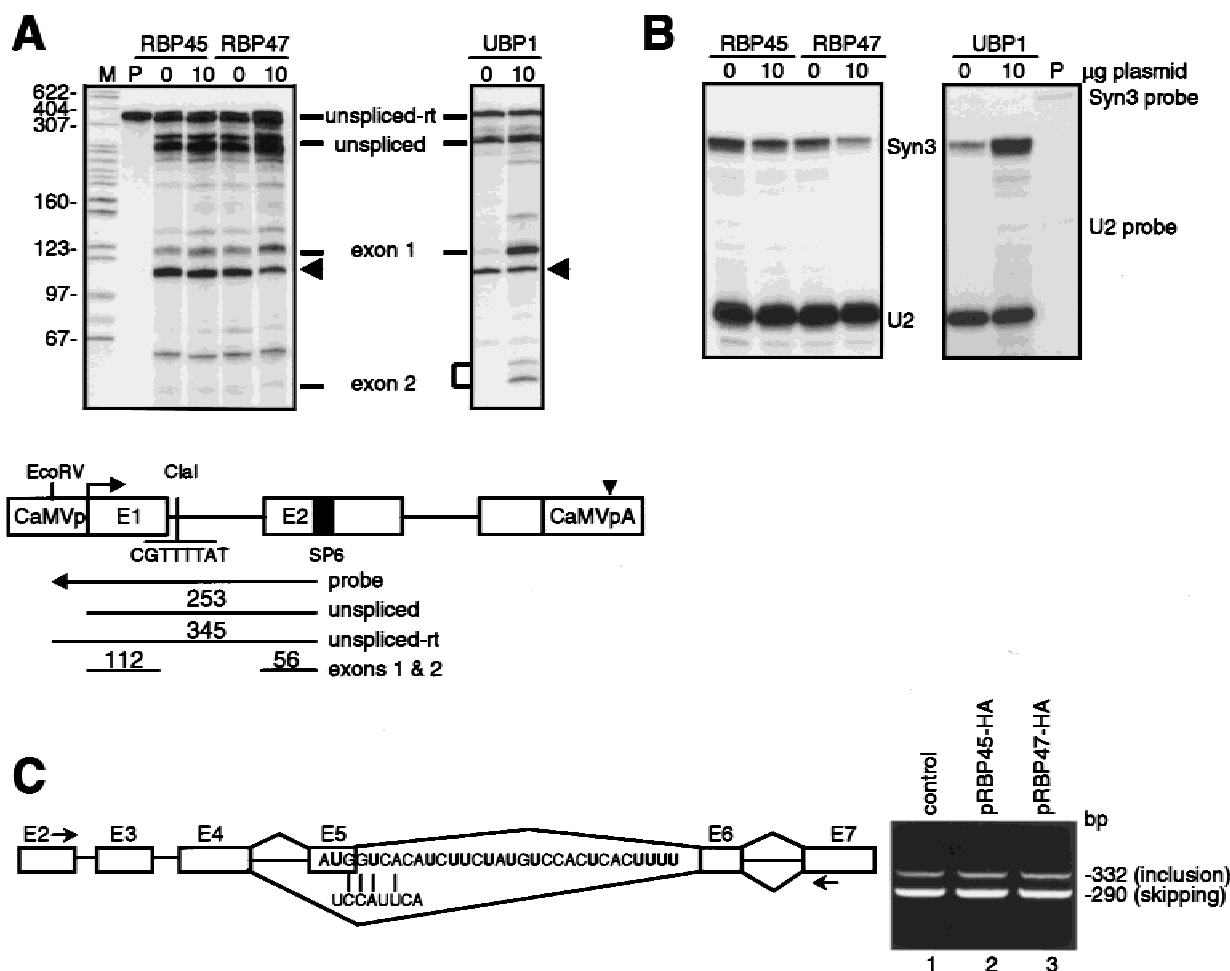 A
RBP45 RBP47
M P 0 10 0 10
622-
404-
307-
160-
123-
97-
67-
UBP1
0 10
unspliced-rt
unspliced
exon 1
exon 2
B
RBP45 RBP47
0 10 0 10
UBP1
0 10 P µg plasmid
Syn3 probe
Syn3
U2 probe
U2
EcoRV ClaI
CaMVp E1 E2 CaMVpA
CGTTTTAT SP6
probe
253
unspliced
345
unspliced-rt
112 56
exons 1 & 2
C
E2 E3 E4 E5 E6 E7
AUGGUCACAUCUUCUAUGUCCACUCACUUUU
UCCAUUCA
control
pRBP45-HA
pRBP47-HA
bp
-332 (inclusion)
-290 (skipping)
1 2 3